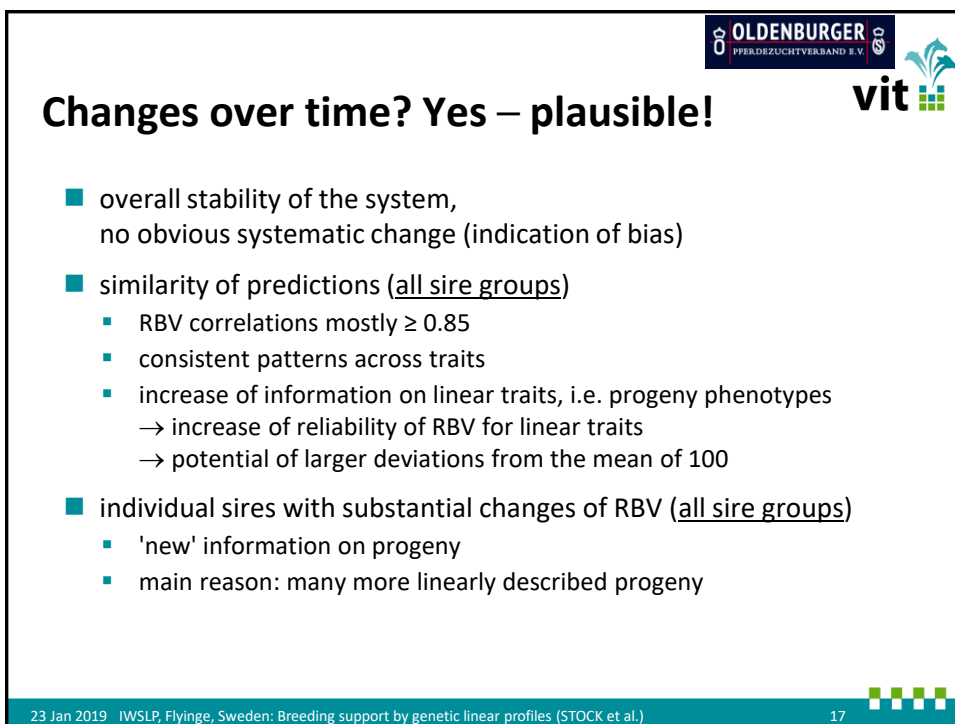 OLDENBURGER
PFERDEZUCHTVERBAND E.V.
vit
Changes over time? Yes – plausible!
overall stability of the system,
no obvious systematic change (indication of bias)
similarity of predictions (all sire groups)
RBV correlations mostly ≥ 0.85
consistent patterns across traits
increase of information on linear traits, i.e. progeny phenotypes
→ increase of reliability of RBV for linear traits
→ potential of larger deviations from the mean of 100
individual sires with substantial changes of RBV (all sire groups)
'new' information on progeny
main reason: many more linearly described progeny
23 Jan 2019 IWSLP, Flyinge, Sweden: Breeding support by genetic linear profiles (STOCK et al.) 17